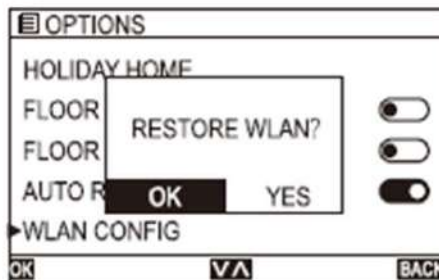 OPTIONS
HOLIDAY HOME
FLOOR
FLOOR
AUTO R
RESTORE WLAN?
OK YES
WLAN CONFIG
OK BACK